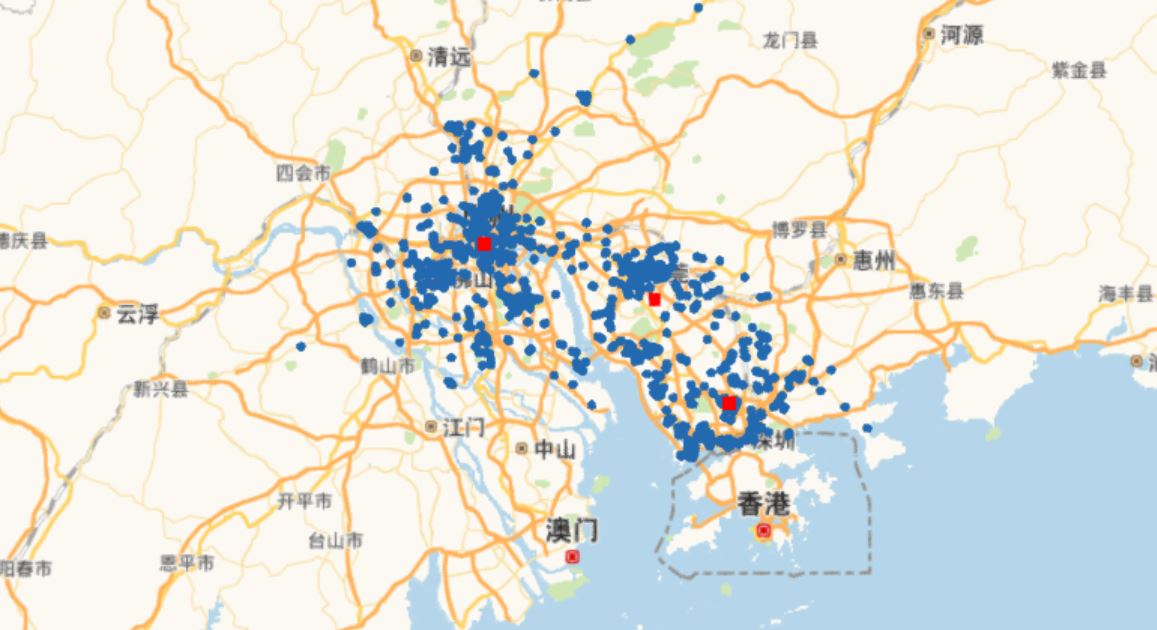 清远
龙门县
河源
紫金县
四会市
博罗县
德庆县
惠州
惠东县
海丰县
佛山
云浮
鹤山市
新兴县
江门
中山
深圳
香港
开平市
澳门
台山市
恩平市
阳春市